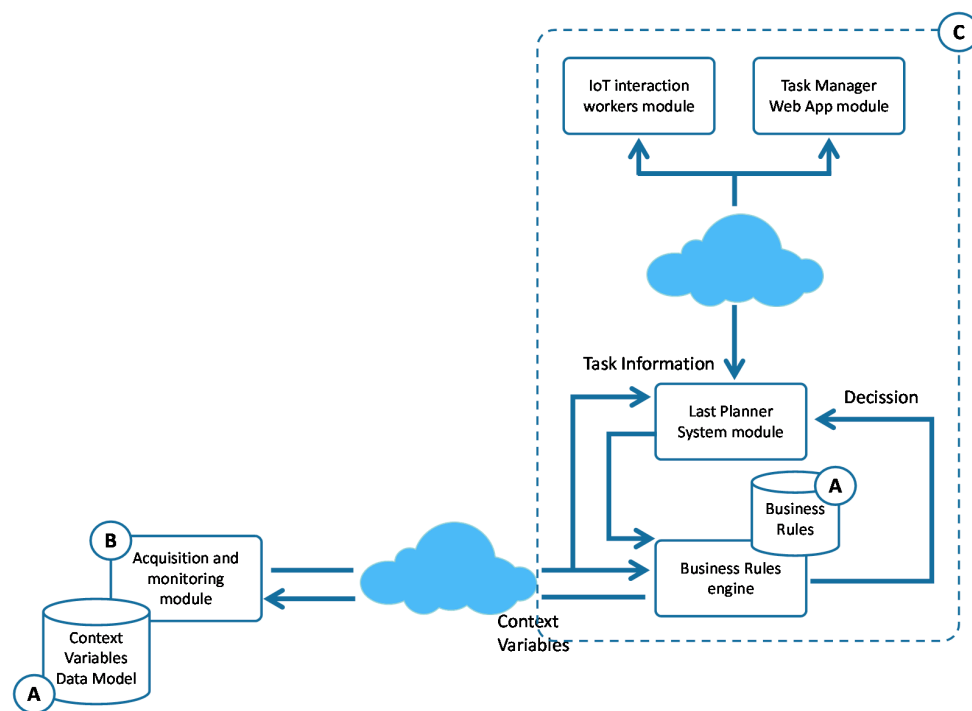 C
IoT interaction
workers module
Task Manager
Web App module
Task Information
Last Planner
System module
Decission
A
Business
Rules
B
Acquisition and
monitoring
module
Business Rules
engine
Context
Variables
Context
Variables
Data Model
A